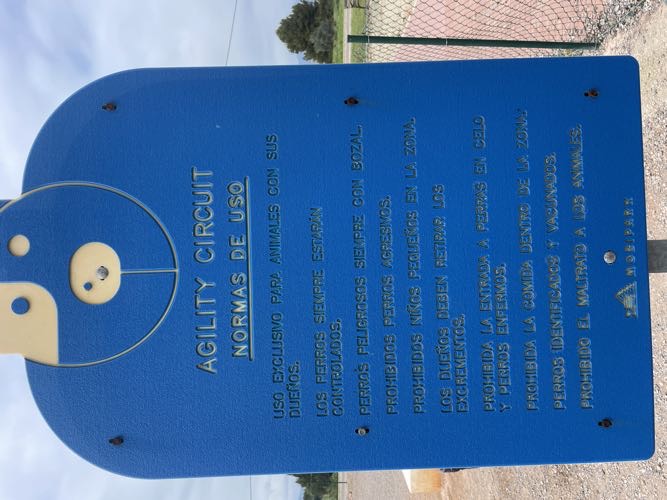 AGILITY CIRCUIT
NORMAS DE USO
USO EXCLUSIVO PARA ANIMALES CON SUS
DUEÑOS.
LOS PERROS SIEMPRE ESTARÁN
CONTROLADOS.
PERROS PELIGROSOS SIEMPRE CON BOZAL.
PROHIBIDOS PERROS AGRESIVOS.
PROHIBIDOS NIÑOS PEQUEÑOS EN LA ZONA.
LOS DUEÑOS DEBEN RETIRAR LOS
EXCREMENTOS.
PROHIBIDA LA ENTRADA A PERROS EN CELO
Y PERROS ENFERMOS.
PROHIBIDA LA COMIDA DENTRO DE LA ZONA.
PERROS IDENTIFICADOS Y VACUNADOS.
PROHIBIDO EL MALTRATO A LOS ANIMALES.
MOBIPARK